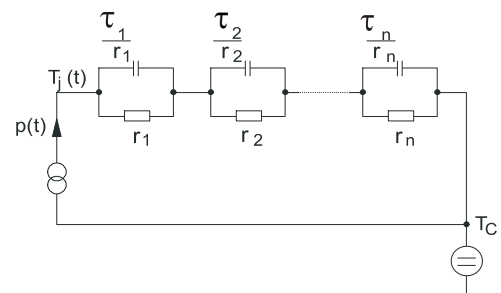 τ1/r1 τ2/r2 τn/rn
Tj (t)
r1 r2 rn
p(t)
TC